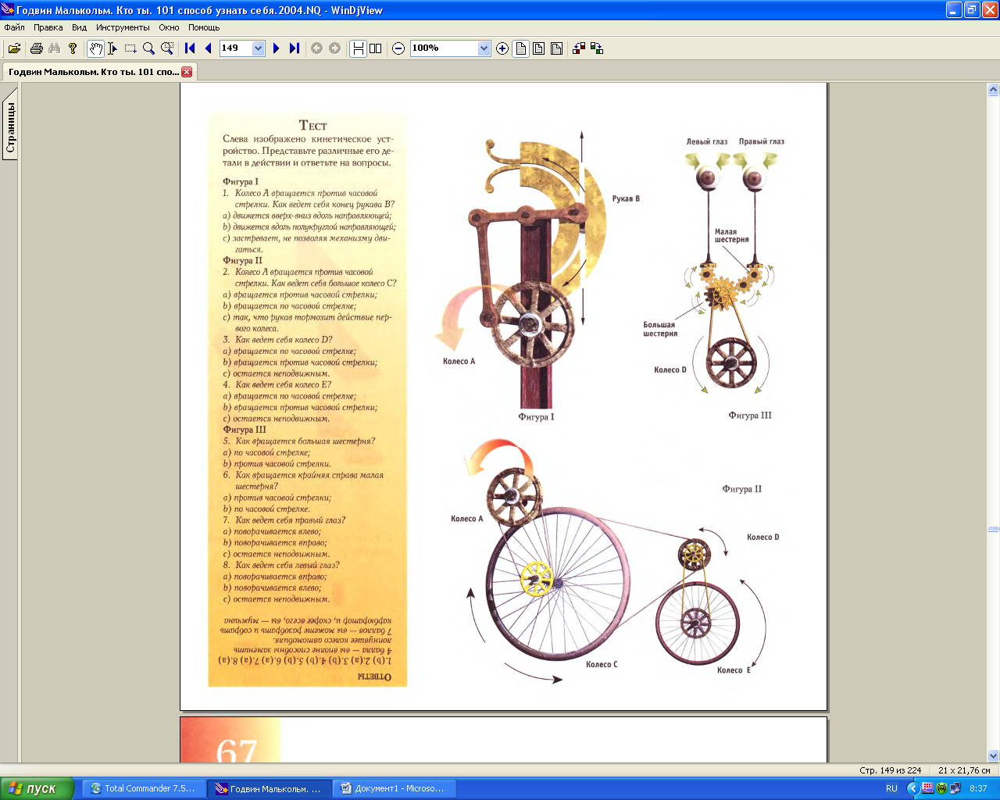 Годвин Малькольм. Кто ты. 101 способ узнать себя.2004.NQ - WinDjView
Файл Правка Вид Инструменты Окно Помощь
149
100%
Годвин Малькольм. Кто ты. 101 спо...
Страницы
Тест
Слева изображено кинетическое уст-
ройство. Представьте различные его де-
тали в действии и ответьте на вопросы.
Фигура I
1. Колесо А вращается против часовой
стрелки. Как ведет себя конец рукава В?
a) движется вверх-вниз вдоль направляющей;
b) движется вдоль полукруглой направляющей;
c) застревает, не позволяя механизму дви-
гаться.
Фигура II
2. Колесо А вращается против часовой
стрелки. Как ведет себя большое колесо С?
a) вращается против часовой стрелки;
b) вращается по часовой стрелке;
c) так, что рукав тормозит действие пер-
вого колеса.
3. Как ведет себя колесо D?
a) вращается по часовой стрелке;
b) вращается против часовой стрелки;
c) остается неподвижным.
4. Как ведет себя колесо Е?
a) вращается по часовой стрелке;
b) вращается против часовой стрелки;
c) остается неподвижным.
Фигура III
5. Как вращается большая шестерня?
a) по часовой стрелке;
b) против часовой стрелки.
6. Как вращается крайняя справа малая
шестерня?
a) против часовой стрелки;
b) по часовой стрелке.
7. Как ведет себя правый глаз?
a) поворачивается влево;
b) поворачивается вправо;
c) остается неподвижным.
8. Как ведет себя левый глаз?
a) поворачивается вправо;
b) поворачивается влево;
c) остается неподвижным.
Ответы
1.(b) 2.(a) 3.(b) 4.(b) 5.(b) 6.(a) 7.(a) 8.(a)
4 балла — вы вполне способны заменить
лопнувшее колесо автомобиля.
7 баллов — вы можете разобрать и собрать
карбюратор и, скорее всего, вы — мужчина
Рукав В
Колесо А
Фигура I
Левый глаз Правый глаз
Малая
шестерня
Большая
шестерня
Колесо D
Фигура III
Фигура II
Колесо А
Колесо D
Колесо С
Колесо Е
67
Стр. 149 из 224 21 x 21,76 см
пуск
Total Commander 7.5...
Годвин Малькольм. ...
Документ1 - Microso...
RU
8:37